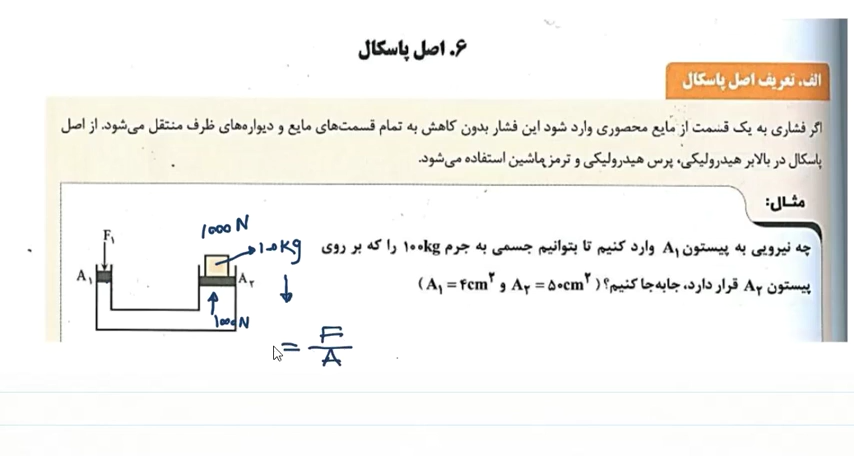 ۶. اصل پاسکال
الف. تعریف اصل پاسکال
اگر فشاری به یک قسمت از مایع محصوری وارد شود این فشار بدون کاهش به تمام قسمت‌های مایع و دیواره‌های ظرف منتقل می‌شود. از اصل
پاسکال در بالابر هیدرولیکی، پرس هیدرولیکی و ترمز ماشین استفاده می‌شود.
مثال:
چه نیرویی به پیستون A₁ وارد کنیم تا بتوانیم جسمی به جرم ۱۰۰kg را که بر روی
پیستون A₂ قرار دارد، جابه‌جا کنیم؟ (A₂ = ۵۰cm² و A₁ = ۴cm²)
1000 N
100 kg
F₁
A₁
A₂
1000 N
= F/A